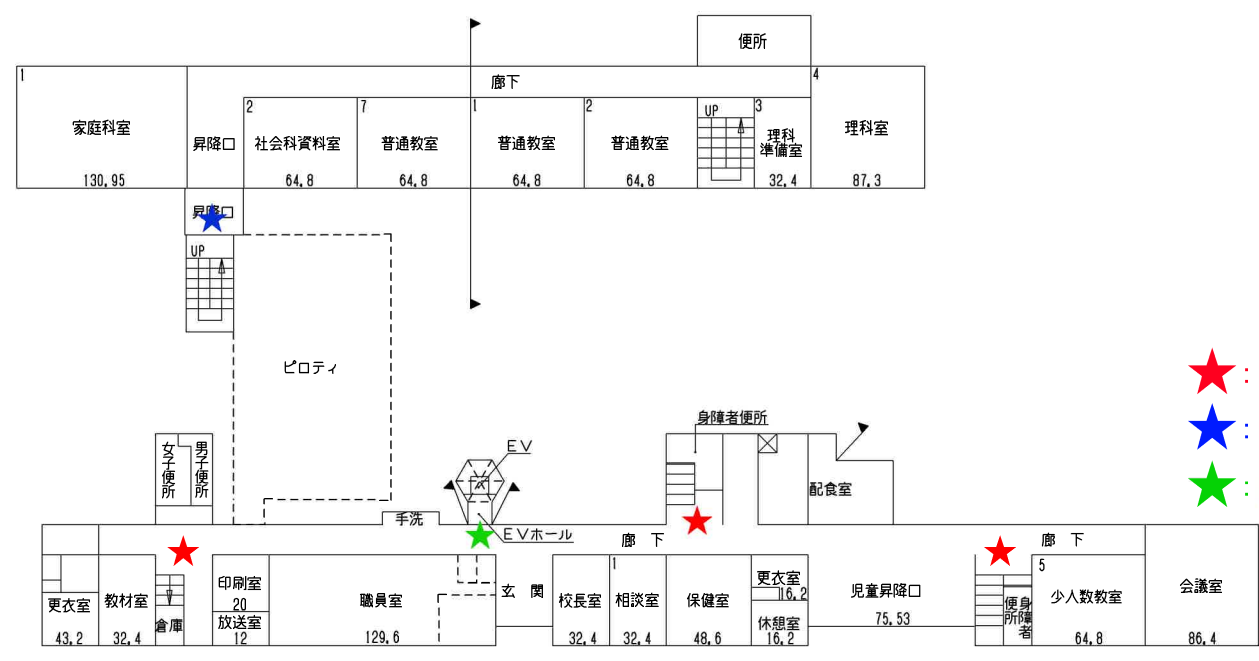 便所
廊下
1
家庭科室
130.95
昇降口
2
社会科資料室
64.8
7
普通教室
64.8
1
普通教室
64.8
2
普通教室
64.8
UP
3
理科
準備室
32.4
4
理科室
87.3
昇降口
UP
ピロティ
女子便所
男子便所
手洗
EV
EVホール
身障者便所
配食室
廊 下
廊 下
更衣室
43.2
教材室
32.4
倉庫
印刷室
20
放送室
12
職員室
129.6
玄 関
校長室
32.4
1
相談室
32.4
保健室
48.6
更衣室
16.2
休憩室
16.2
児童昇降口
75.53
身障者
便所
5
少人数教室
64.8
会議室
86.4
:
:
: